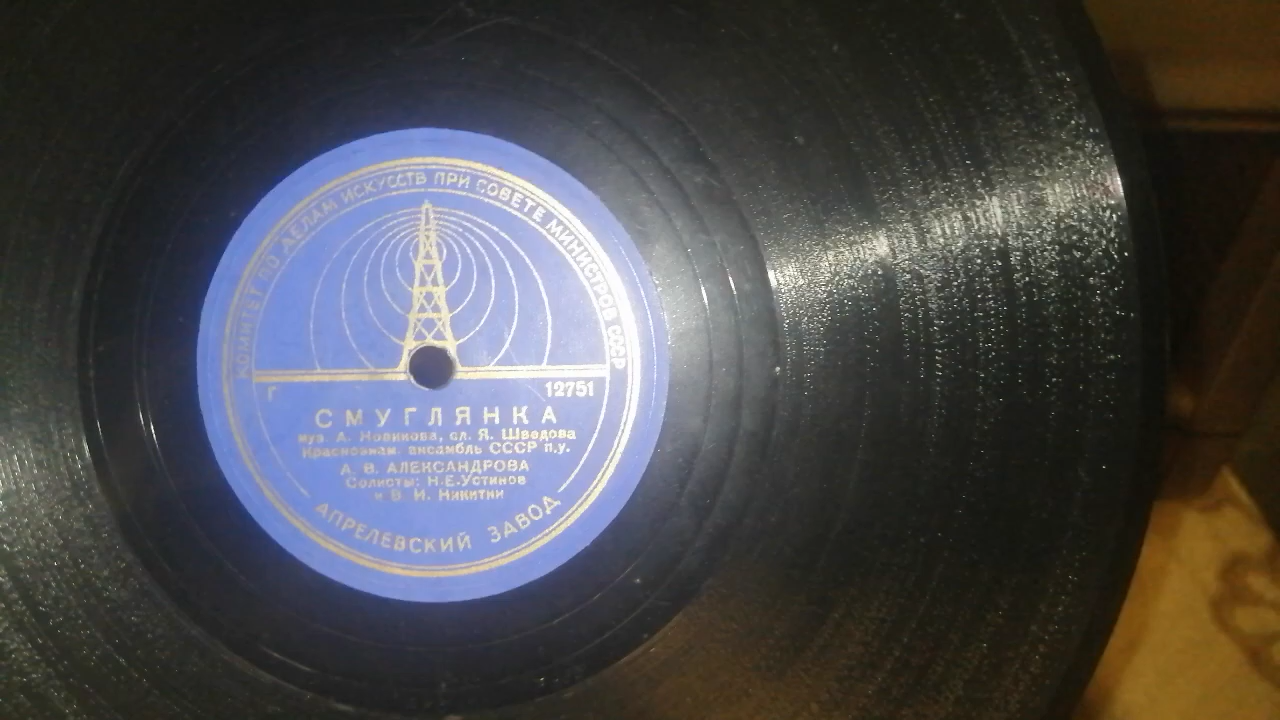 КОМИТЕТ ПО ДЕЛАМ ИСКУССТВ ПРИ СОВЕТЕ МИНИСТРОВ СССР
Г 12751
СМУГЛЯНКА
муз. А. Новикова, сл. Я. Шведова
Краснознам. ансамбль СССР п.у.
А. В. АЛЕКСАНДРОВА
Солисты: Н.Е.Устинов
и В. И. Никитин
АПРЕЛЕВСКИЙ ЗАВОД